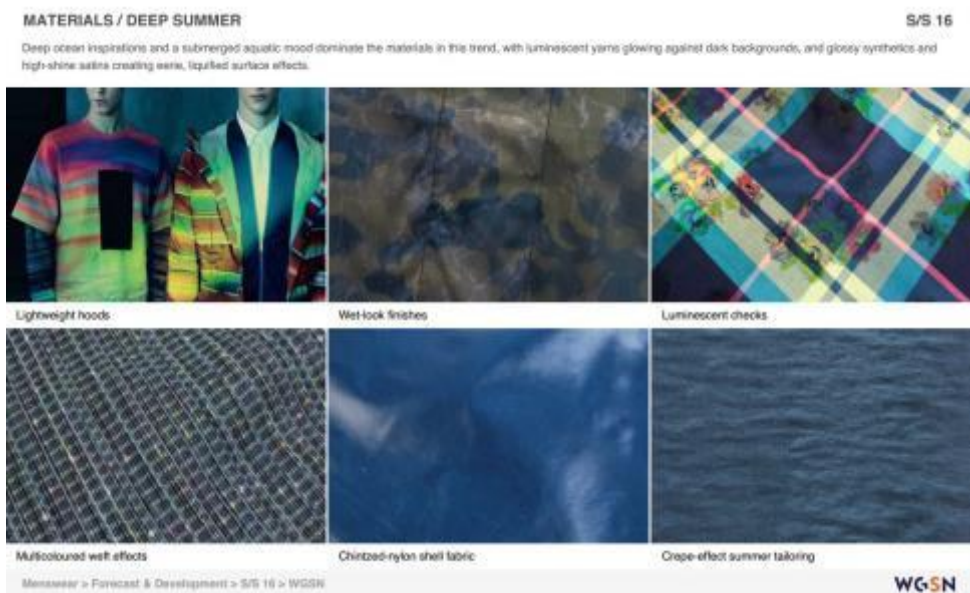 MATERIALS / DEEP SUMMER
S/S 16
Deep ocean inspirations and a submerged aquatic mood dominate the materials in this trend, with luminescent yarns glowing against dark backgrounds, and glossy synthetics and
high-shine satins creating eerie, liquified surface effects.
Lightweight hoods
Wet-look finishes
Luminescent checks
Multicoloured weft effects
Chintzed-nylon shell fabric
Crepe-effect summer tailoring
Menswear > Forecast & Development > S/S 16 > WGSN
WGSN